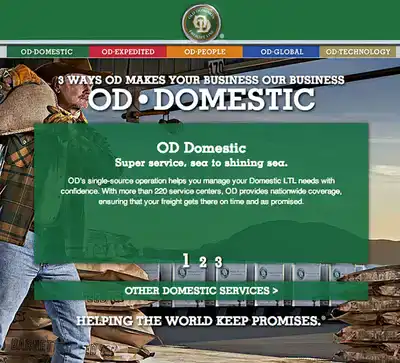 OD
OD·DOMESTIC OD·EXPEDITED OD·PEOPLE OD·GLOBAL OD·TECHNOLOGY
3 WAYS OD MAKES YOUR BUSINESS OUR BUSINESS
OD • DOMESTIC
OD Domestic
Super service, sea to shining sea.
OD's single-source operation helps you manage your Domestic LTL needs with
confidence. With more than 220 service centers, OD provides nationwide coverage,
ensuring that your freight gets there on time and as promised.
1 2 3
OTHER DOMESTIC SERVICES >
HELPING THE WORLD KEEP PROMISES.®